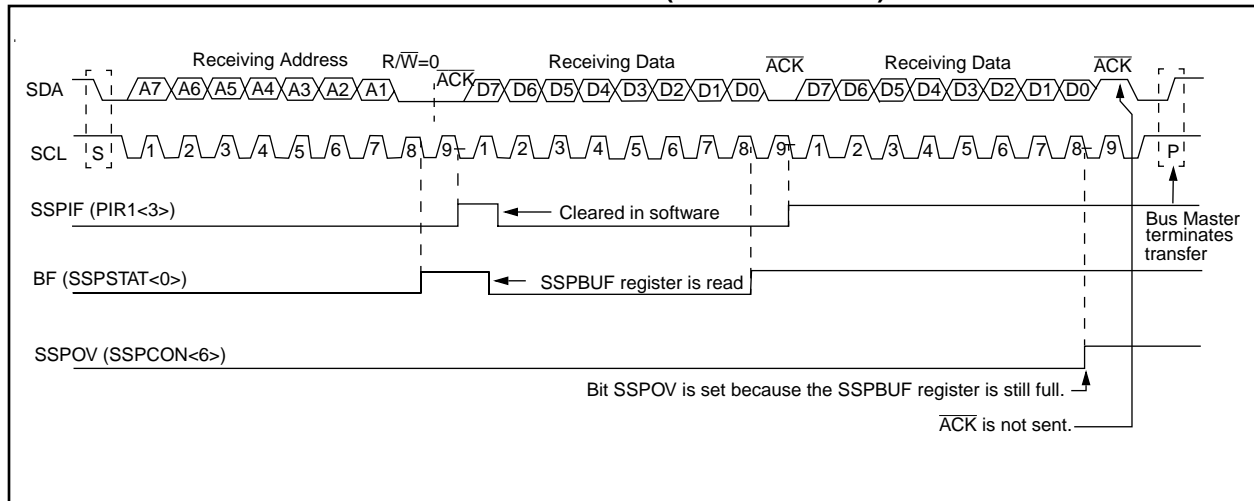 Receiving Address R/W=0 Receiving Data ACK Receiving Data ACK
ACK
SDA A7 A6 A5 A4 A3 A2 A1 D7 D6 D5 D4 D3 D2 D1 D0 D7 D6 D5 D4 D3 D2 D1 D0
SCL S 1 2 3 4 5 6 7 8 9 1 2 3 4 5 6 7 8 9 1 2 3 4 5 6 7 8 9 P
SSPIF (PIR1<3>) Cleared in software
Bus Master
terminates
transfer
BF (SSPSTAT<0>) SSPBUF register is read
SSPOV (SSPCON<6>)
Bit SSPOV is set because the SSPBUF register is still full.
ACK is not sent.